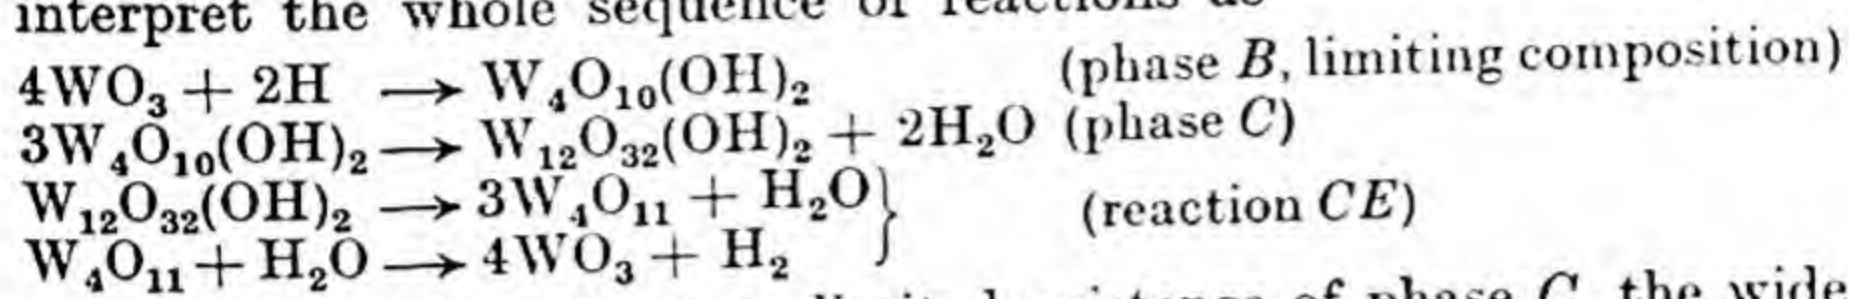 interpret the whole sequence of reactions as
4WO₃ + 2H → W₄O₁₀(OH)₂ (phase B, limiting composition)
3W₄O₁₀(OH)₂ → W₁₂O₃₂(OH)₂ + 2H₂O (phase C)
W₁₂O₃₂(OH)₂ → 3W₄O₁₁ + H₂O}
(reaction CE)
W₄O₁₁ + H₂O → 4WO₃ + H₂
of phase C, the wide